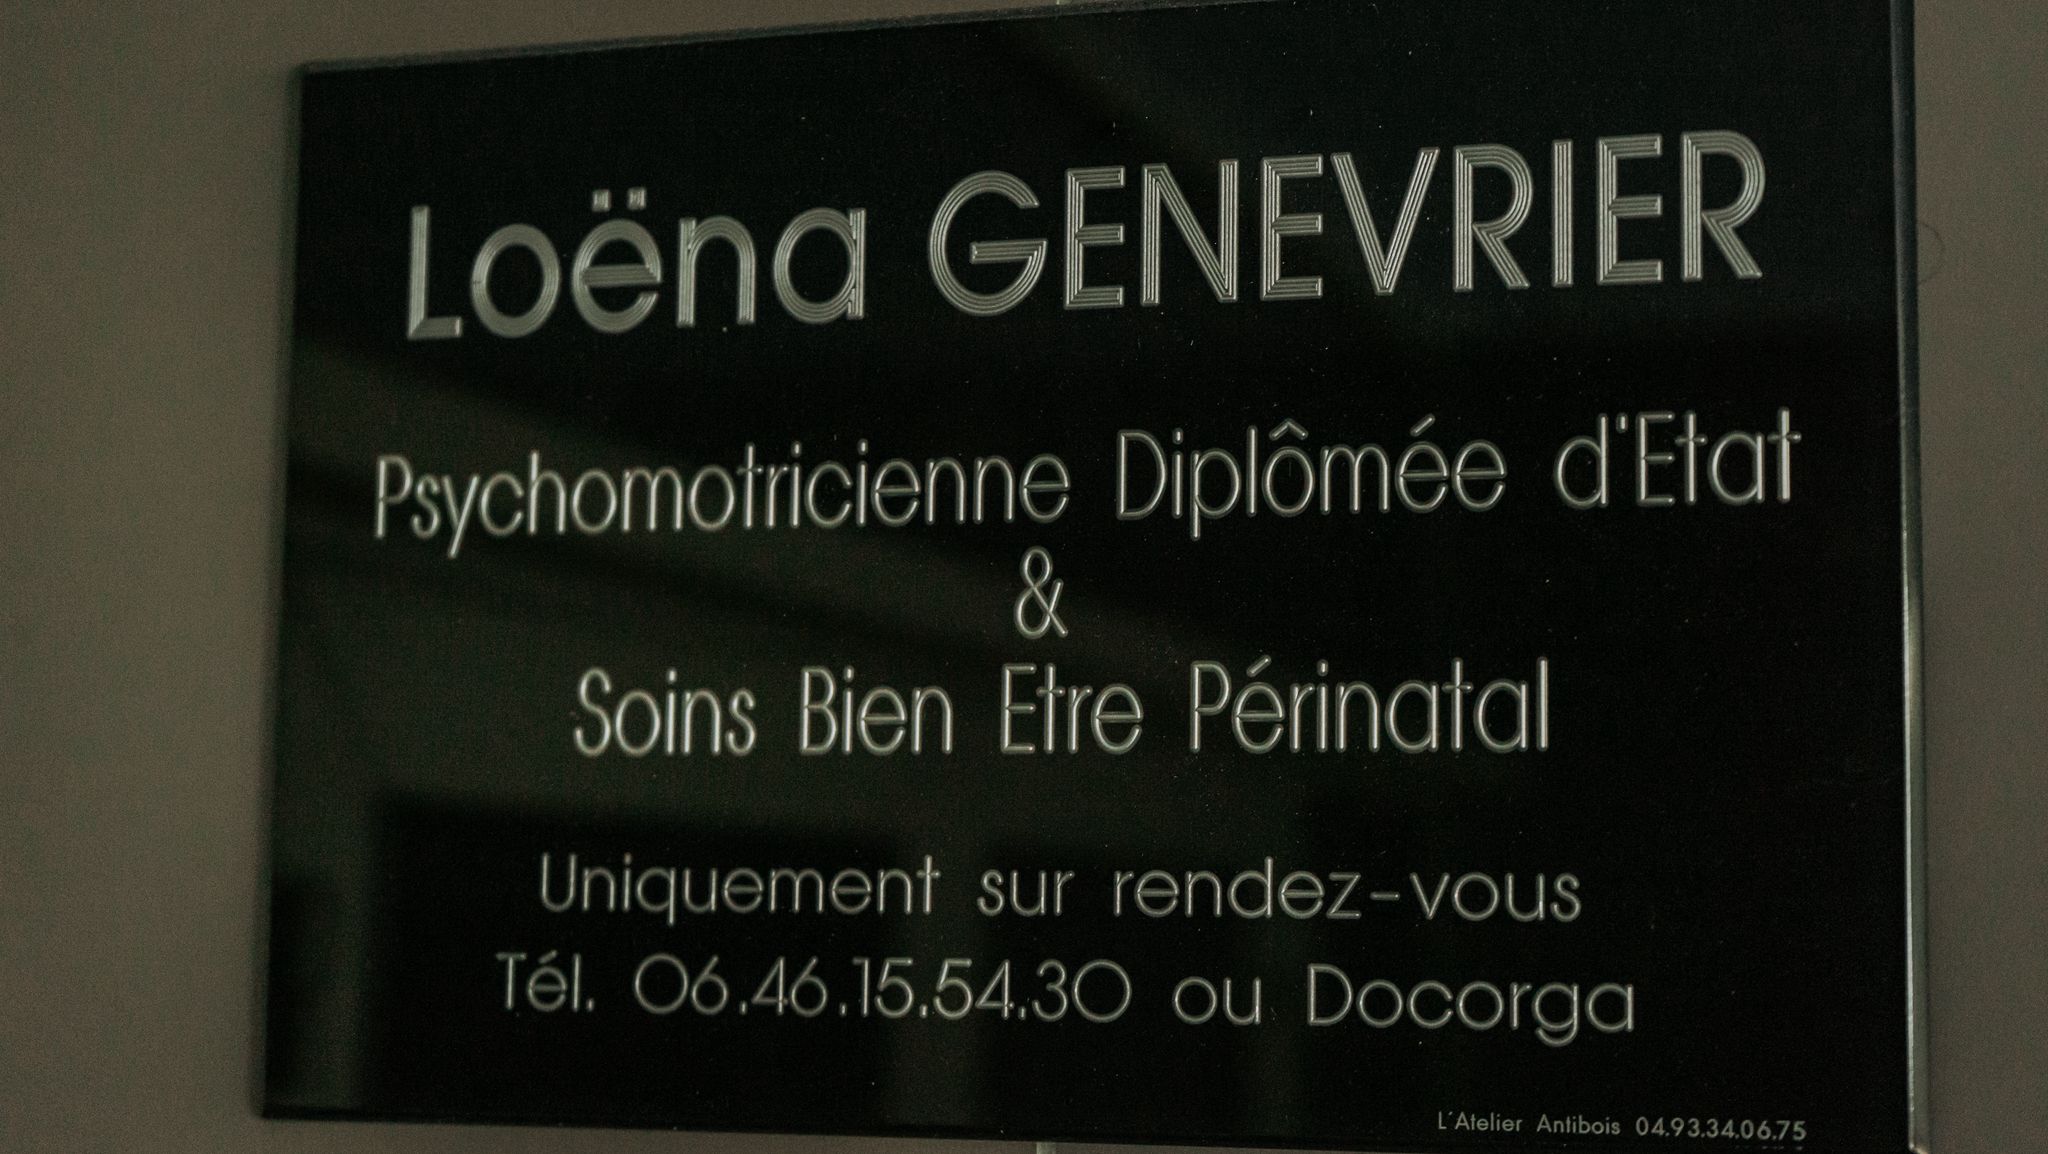 Loëna GENEVRIER
Psychomotricienne Diplômée d'Etat
&
Soins Bien Etre Périnatal
Uniquement sur rendez-vous
Tél. 06.46.15.54.30 ou Docorga
L'Atelier Antibois 04.93.34.06.75